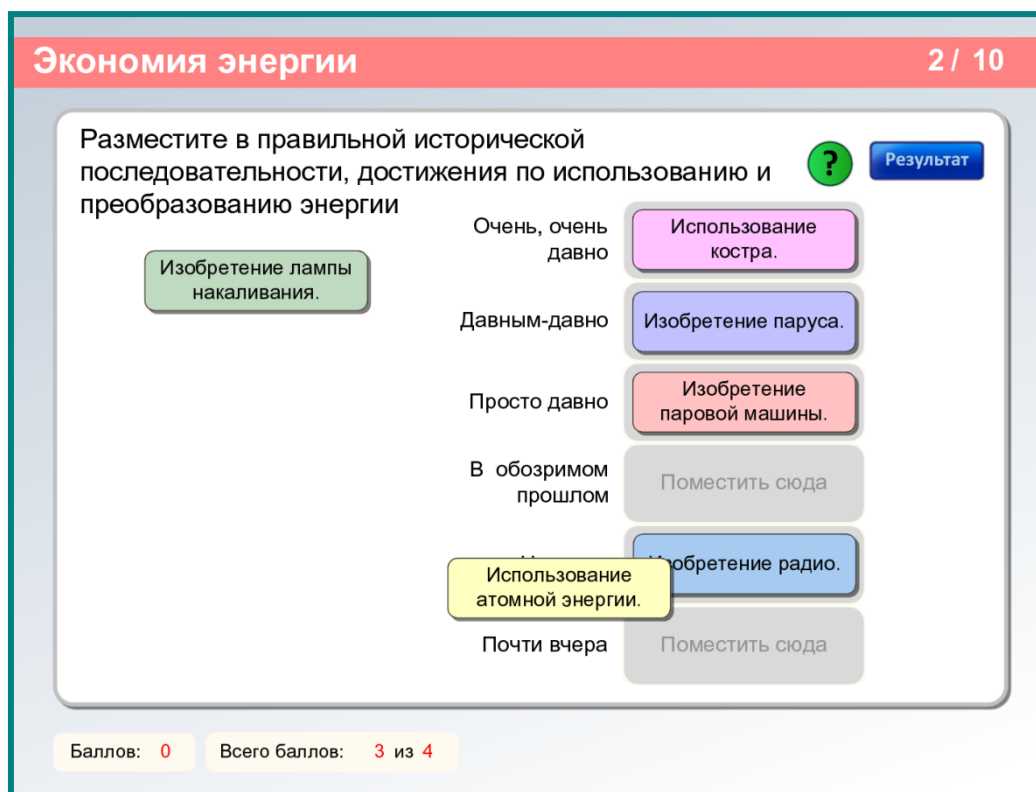 Экономия энергии
2 / 10
Разместите в правильной исторической
последовательности, достижения по использованию и
преобразованию энергии
?
Результат
Изобретение лампы
накаливания.
Очень, очень
давно
Использование
костра.
Давным-давно
Изобретение паруса.
Просто давно
Изобретение
паровой машины.
В обозримом
прошлом
Поместить сюда
обретение радио.
Использование
атомной энергии.
Почти вчера
Поместить сюда
Баллов: 0
Всего баллов: 3 из 4